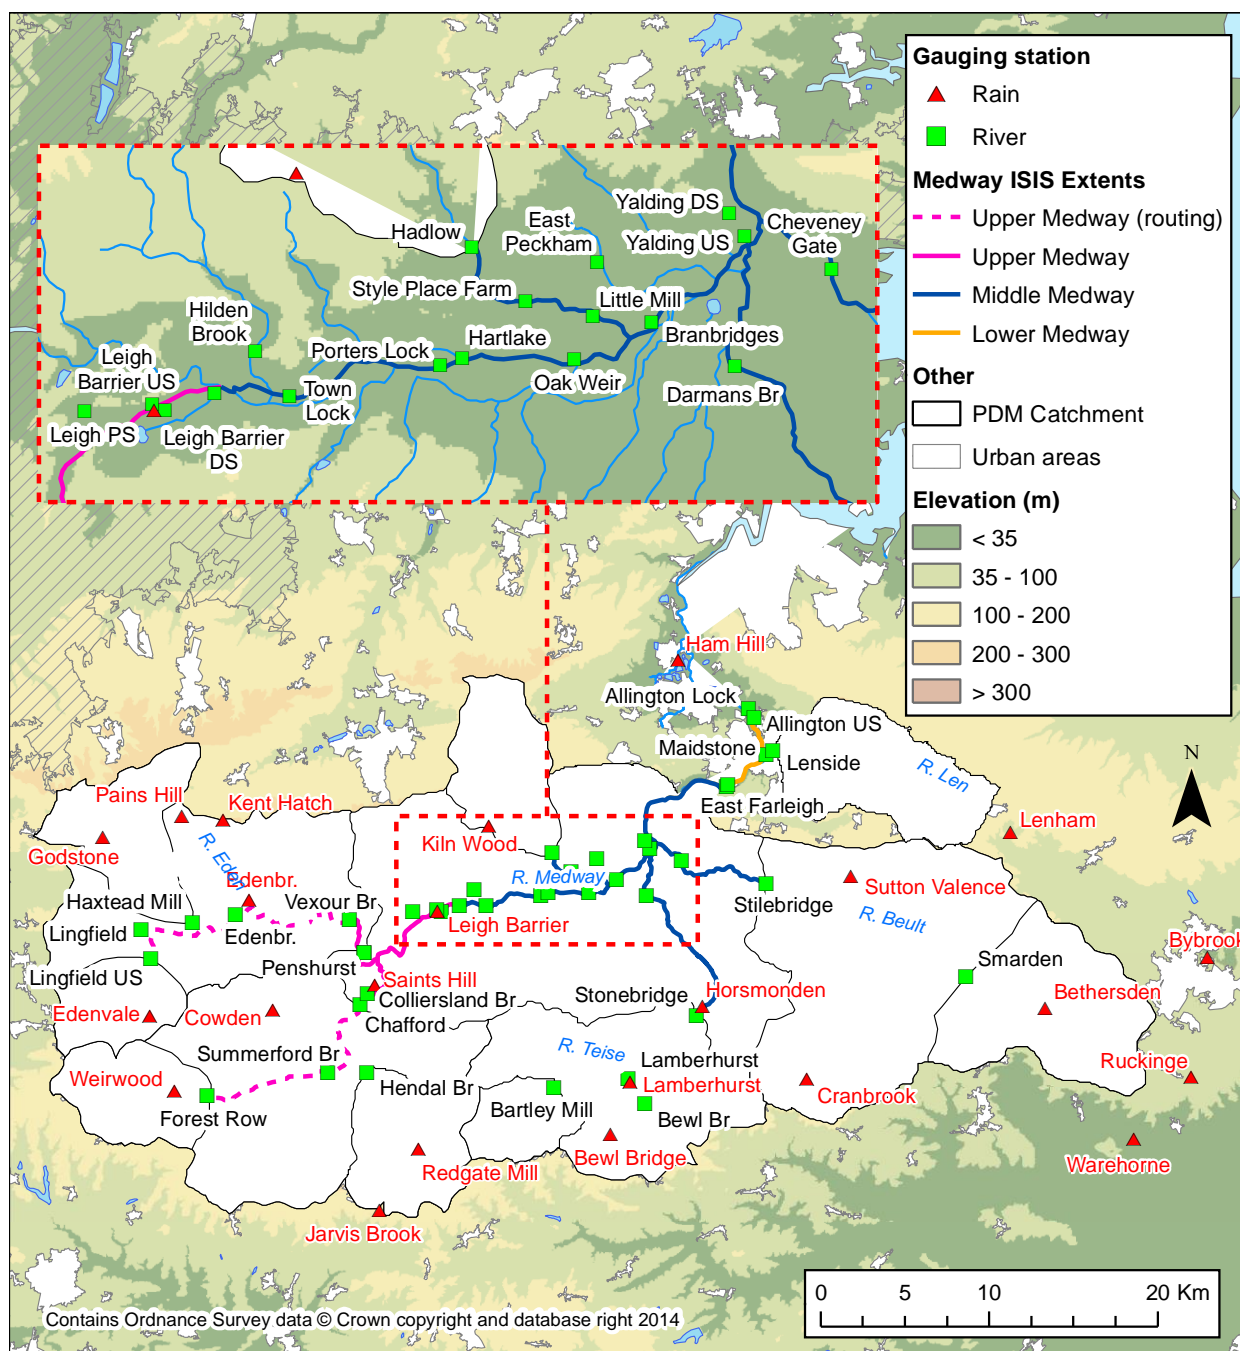 Gauging station
Rain
River
Medway ISIS Extents
Upper Medway (routing)
Upper Medway
Middle Medway
Lower Medway
Other
PDM Catchment
Urban areas
Elevation (m)
< 35
35 - 100
100 - 200
200 - 300
> 300
Yalding DS
East
Peckham
Yalding US
Cheveney
Gate
Hadlow
Style Place Farm
Little Mill
Hilden
Brook
Hartlake
Branbridges
Porters Lock
Leigh
Barrier US
Oak Weir
Town
Lock
Darmans Br
Leigh PS
Leigh Barrier
DS
Ham Hill
Allington Lock
Allington US
Maidstone
Lenside
R. Len
N
East Farleigh
Pains Hill
Kent Hatch
Lenham
Godstone
Kiln Wood
R. Eden
R. Medway
Edenbr.
Sutton Valence
Haxtead Mill
Vexour Br
Stilebridge
R. Beult
Lingfield
Edenbr.
Leigh Barrier
Bybrook
Penshurst
Smarden
Lingfield US
Saints Hill
Colliersland Br
Stonebridge
Horsmonden
Bethersden
Edenvale
Cowden
Chafford
R. Teise
Summerford Br
Lamberhurst
Ruckinge
Weirwood
Hendal Br
Lamberhurst
Cranbrook
Forest Row
Bartley Mill
Bewl Br
Warehorne
Redgate Mill
Bewl Bridge
Jarvis Brook
0 5 10 20 Km
Contains Ordnance Survey data © Crown copyright and database right 2014